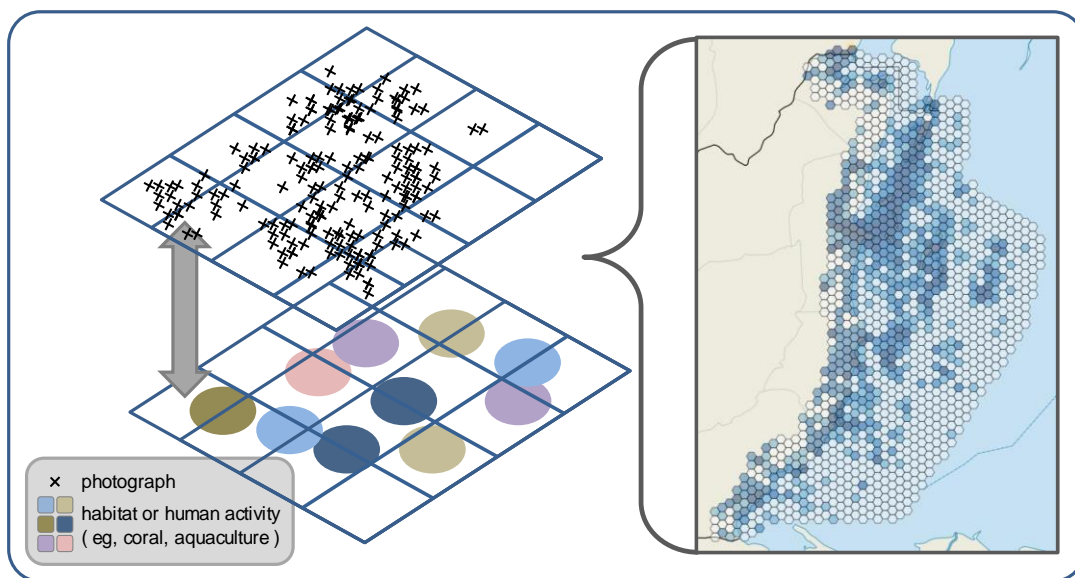 photograph
habitat or human activity
( eg, coral, aquaculture )